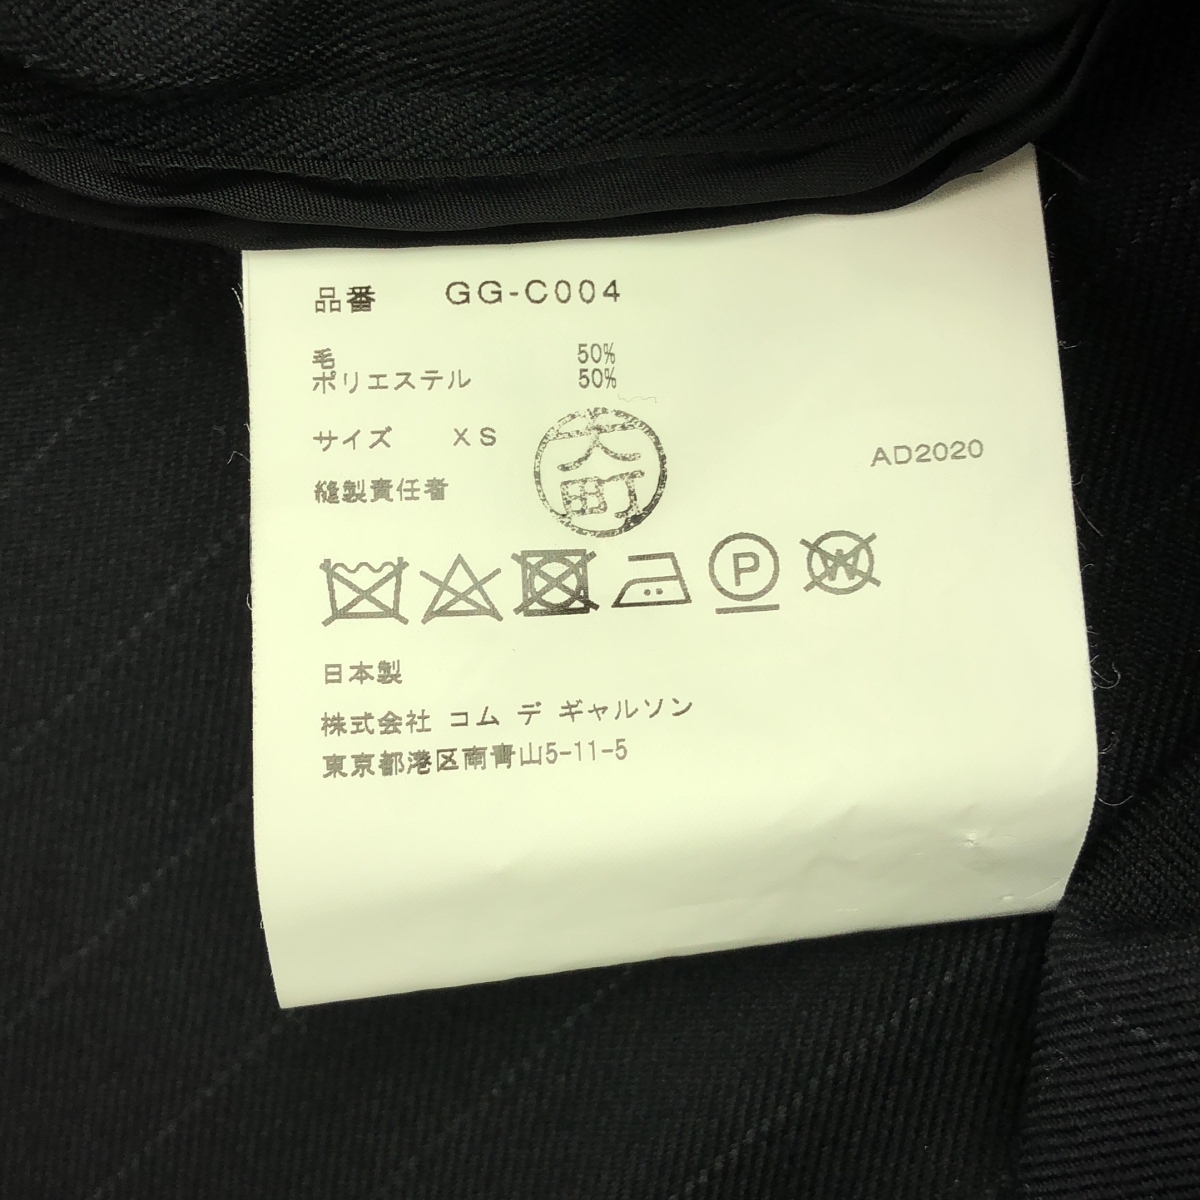 品番 GG-C004
毛 50%
ポリエステル 50%
サイズ XS
大町
AD2020
縫製責任者
P W
日本製
株式会社 コム デ ギャルソン
東京都港区南青山5-11-5